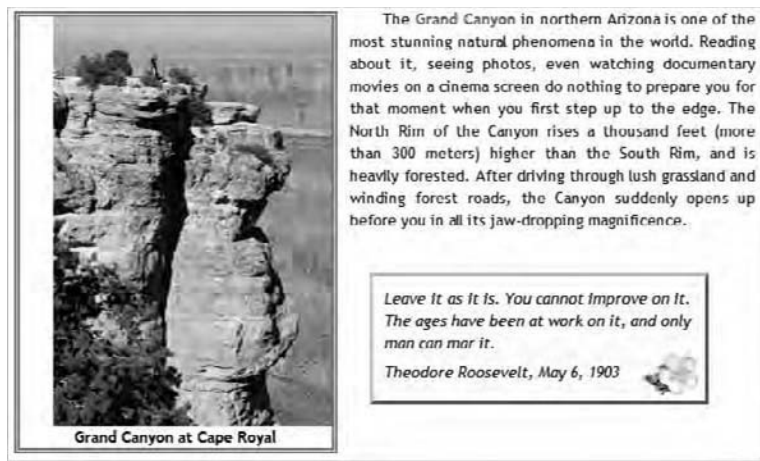 The Grand Canyon in northern Arizona is one of the
most stunning natural phenomena in the world. Reading
about it, seeing photos, even watching documentary
movies on a cinema screen do nothing to prepare you for
that moment when you first step up to the edge. The
North Rim of the Canyon rises a thousand feet (more
than 300 meters) higher than the South Rim, and is
heavily forested. After driving through lush grassland and
winding forest roads, the Canyon suddenly opens up
before you in all its jaw-dropping magnificence.
Leave it as it is. You cannot improve on it.
The ages have been at work on it, and only
man can mar it.
Theodore Roosevelt, May 6, 1903
Grand Canyon at Cape Royal